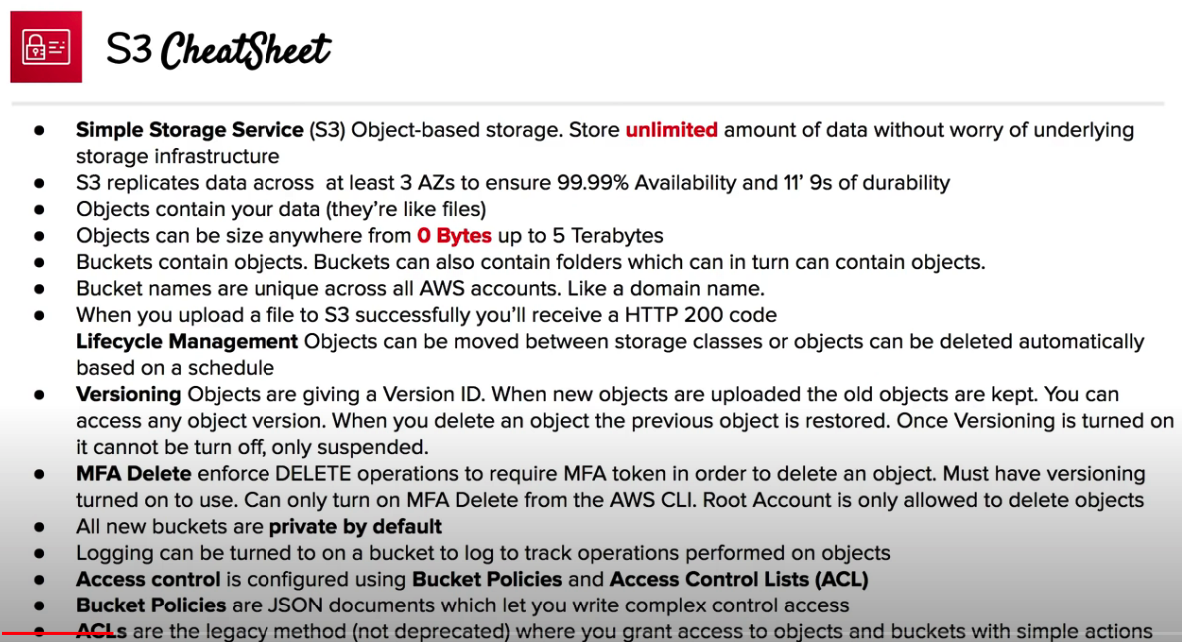 S3 CheatSheet
● Simple Storage Service (S3) Object-based storage. Store unlimited amount of data without worry of underlying
storage infrastructure
● S3 replicates data across  at least 3 AZs to ensure 99.99% Availability and 11’ 9s of durability
● Objects contain your data (they’re like files)
● Objects can be size anywhere from 0 Bytes up to 5 Terabytes
● Buckets contain objects. Buckets can also contain folders which can in turn can contain objects.
● Bucket names are unique across all AWS accounts. Like a domain name.
● When you upload a file to S3 successfully you’ll receive a HTTP 200 code
Lifecycle Management Objects can be moved between storage classes or objects can be deleted automatically
based on a schedule
● Versioning Objects are giving a Version ID. When new objects are uploaded the old objects are kept. You can
access any object version. When you delete an object the previous object is restored. Once Versioning is turned on
it cannot be turn off, only suspended.
● MFA Delete enforce DELETE operations to require MFA token in order to delete an object. Must have versioning
turned on to use. Can only turn on MFA Delete from the AWS CLI. Root Account is only allowed to delete objects
● All new buckets are private by default
● Logging can be turned to on a bucket to log to track operations performed on objects
● Access control is configured using Bucket Policies and Access Control Lists (ACL)
● Bucket Policies are JSON documents which let you write complex control access
● ACLs are the legacy method (not deprecated) where you grant access to objects and buckets with simple actions